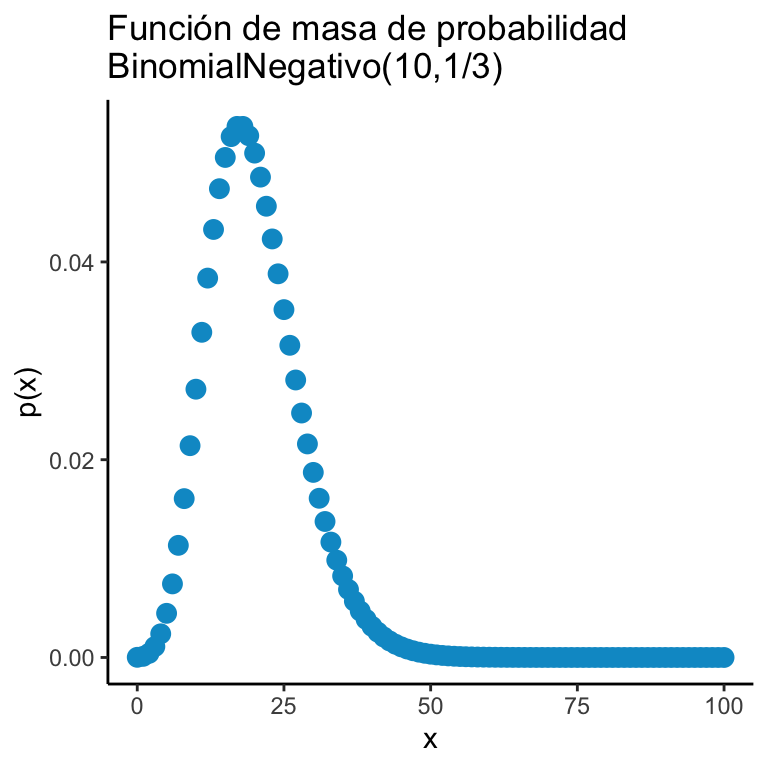 Función de masa de probabilidad
BinomialNegativo(10,1/3)
0.04
0.02
0.00
p(x)
0 25 50 75 100
x